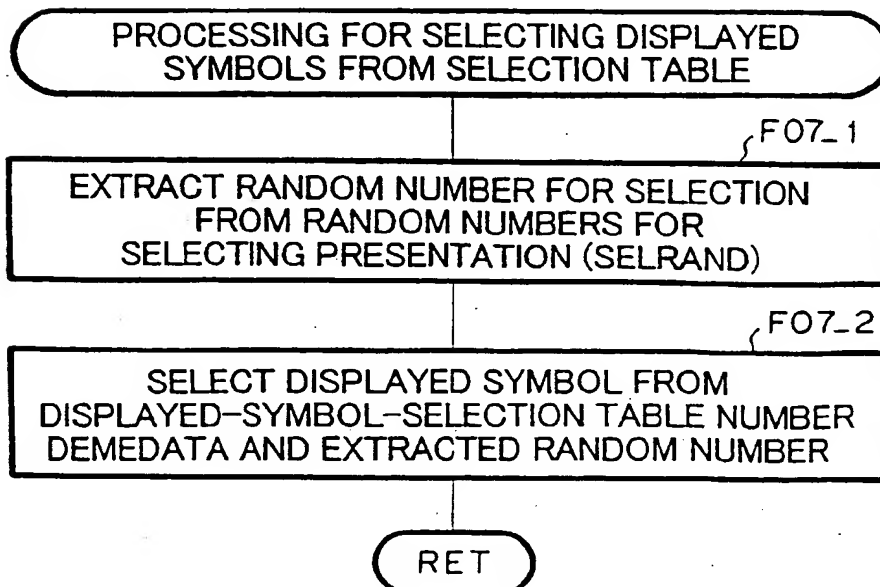 PROCESSING FOR SELECTING DISPLAYED
SYMBOLS FROM SELECTION TABLE
F07_1
EXTRACT RANDOM NUMBER FOR SELECTION
FROM RANDOM NUMBERS FOR
SELECTING PRESENTATION (SELRAND)
F07_2
SELECT DISPLAYED SYMBOL FROM
DISPLAYED-SYMBOL-SELECTION TABLE NUMBER
DEMEDATA AND EXTRACTED RANDOM NUMBER
RET